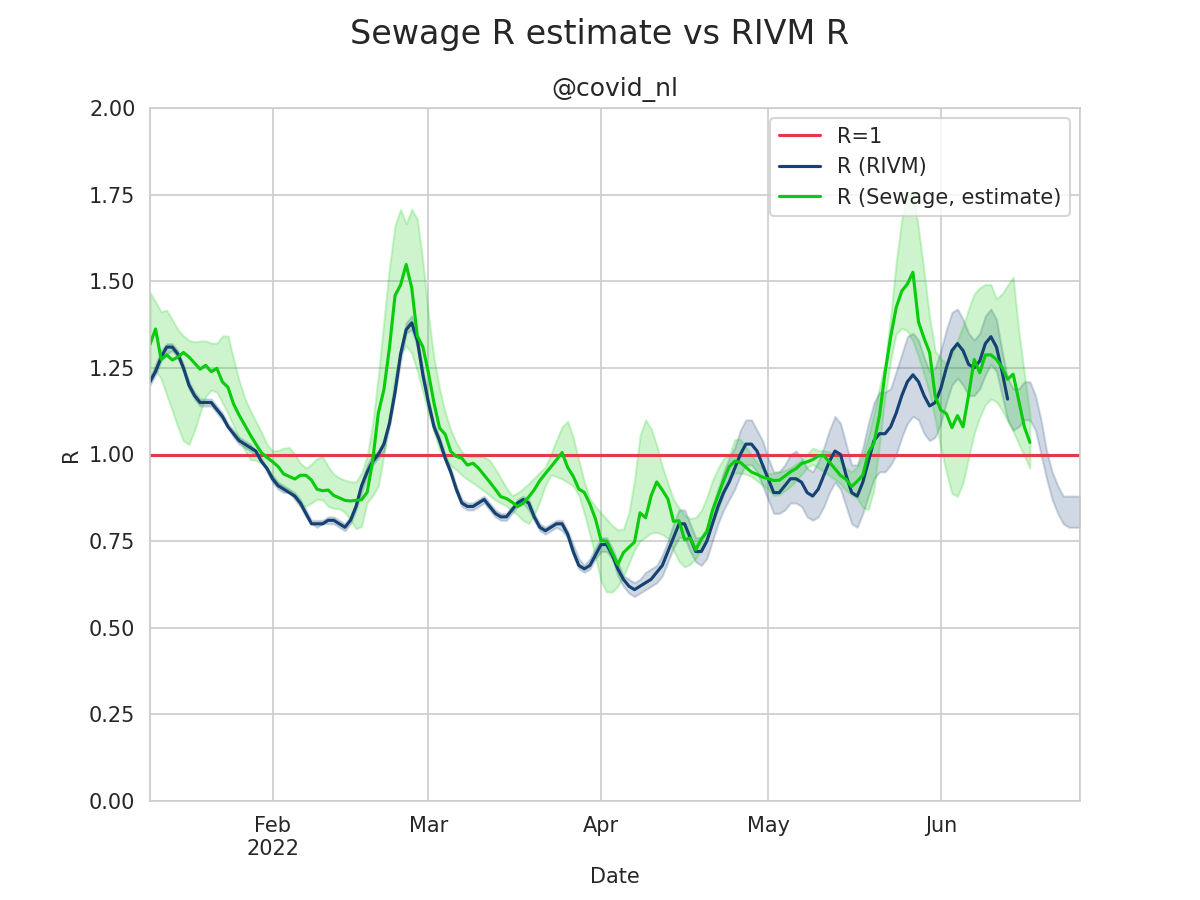 Sewage R estimate vs RIVM R
@covid_nl
2.00
1.75
1.50
1.25
1.00
0.75
0.50
0.25
0.00
R
R=1
R (RIVM)
R (Sewage, estimate)
Feb
2022
Mar
Apr
May
Jun
Date